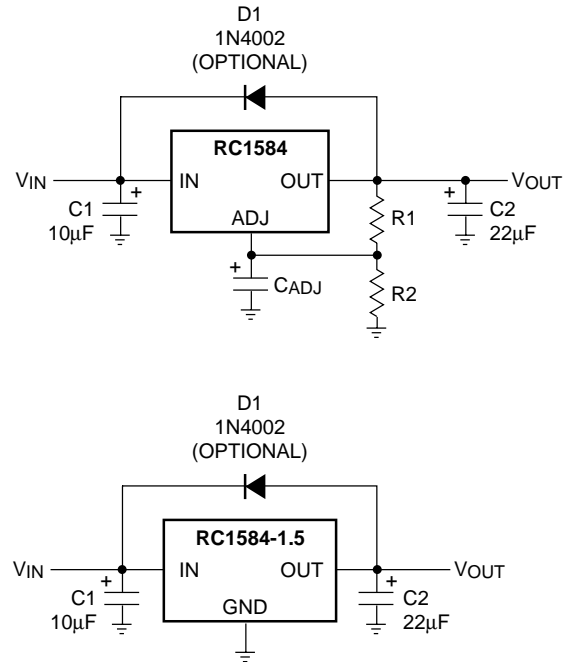 D1
1N4002
(OPTIONAL)
RC1584
VIN
IN
OUT
VOUT
+
C1
10µF
ADJ
R1
+
C2
22µF
+
CADJ
R2
D1
1N4002
(OPTIONAL)
RC1584-1.5
VIN
IN
OUT
VOUT
+
C1
10µF
GND
+
C2
22µF